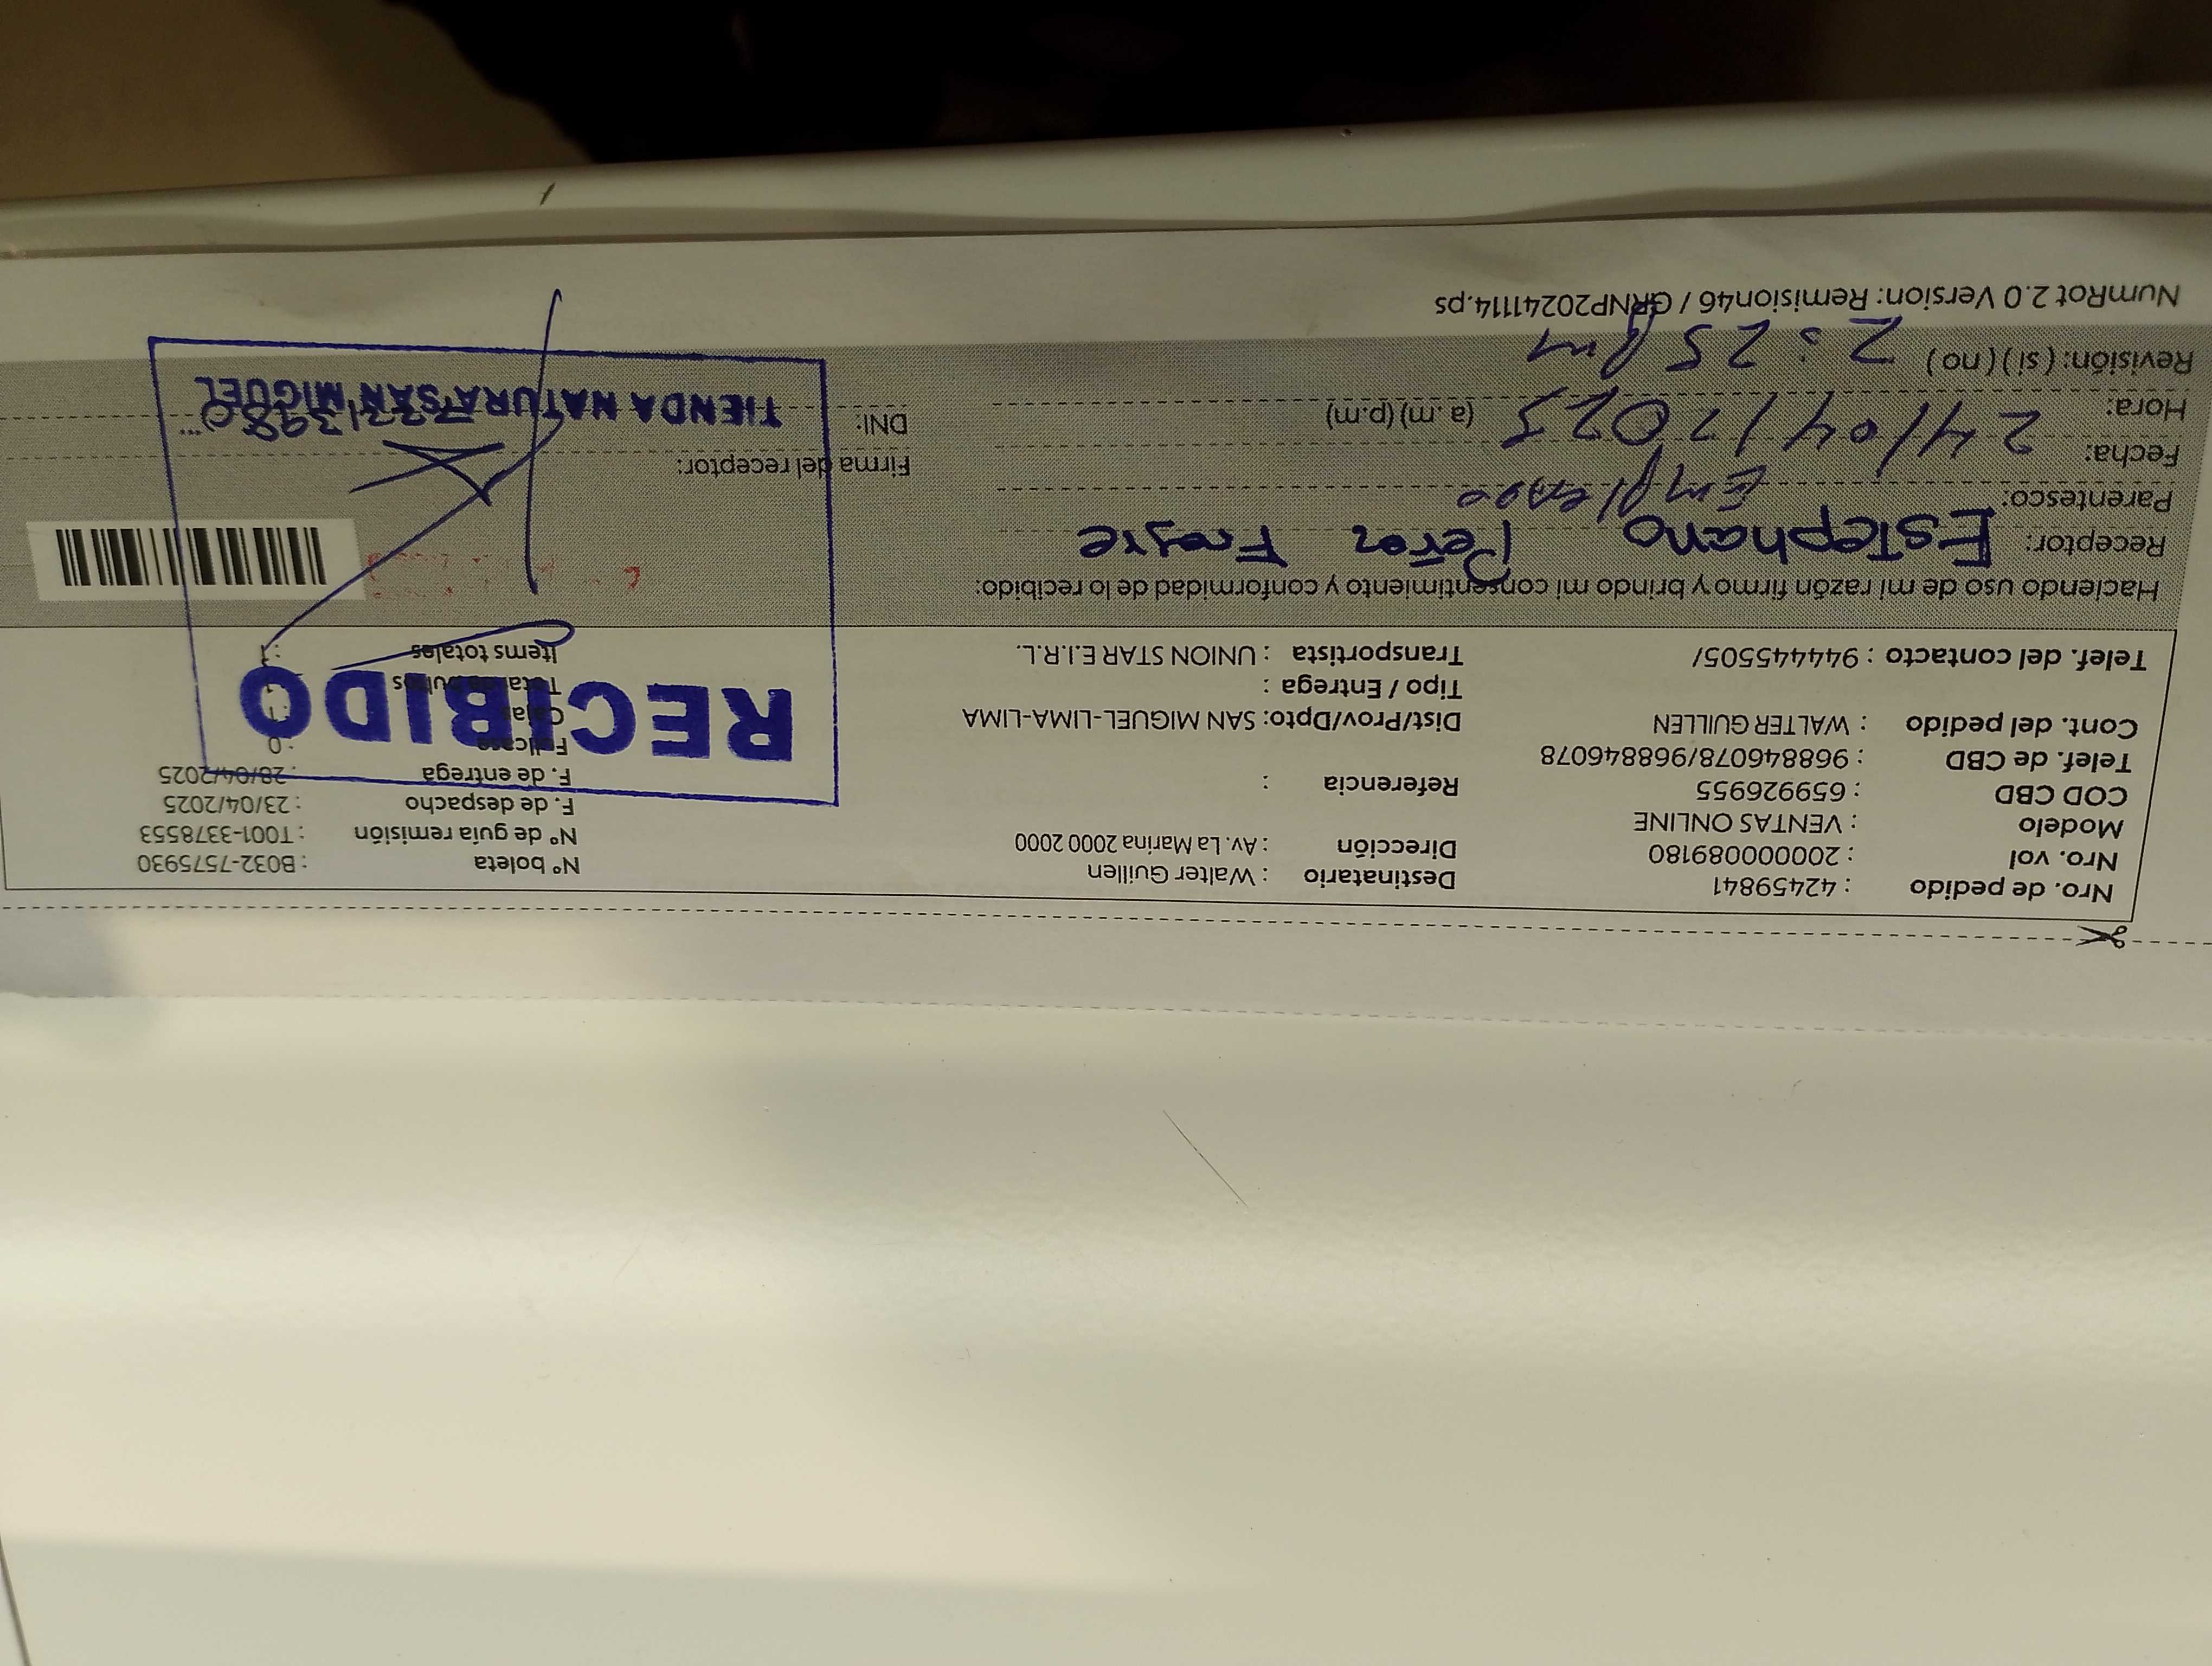 Nro. de pedido : 42459841 Destinatario : Walter Guillen Nº boleta : B032-7575930
Nro. vol : 20000089180 Dirección : Av. La Marina 2000 2000 Nº de guía remisión : T001-3378553
Modelo : VENTAS ONLINE F. de despacho : 23/04/2025
COD CBD : 659926955 Referencia : F. de entrega : 28/04/2025
Telef. de CBD : 968846078/968846078 : 0
Cont. del pedido : WALTER GUILLEN Dist/Prov/Dpto: SAN MIGUEL-LIMA-LIMA
Tipo / Entrega :
Telef. del contacto : 944445505/ Transportista : UNION STAR E.I.R.L. Items totales
RECIBIDO
Haciendo uso de mi razón firmo y brindo mi consentimiento y conformidad de lo recibido:
Receptor: Estephano Freyre
Parentesco: Empleado
Firma del receptor:
Fecha: 24/04/2025
Hora: (a.m) (p.m) DNI:
TIENDA NATURA SAN MIGUEL
Revisión: (si) (no) 2:25 pm
NumRot 2.0 Version: Remision46 / GRNP20241114.ps